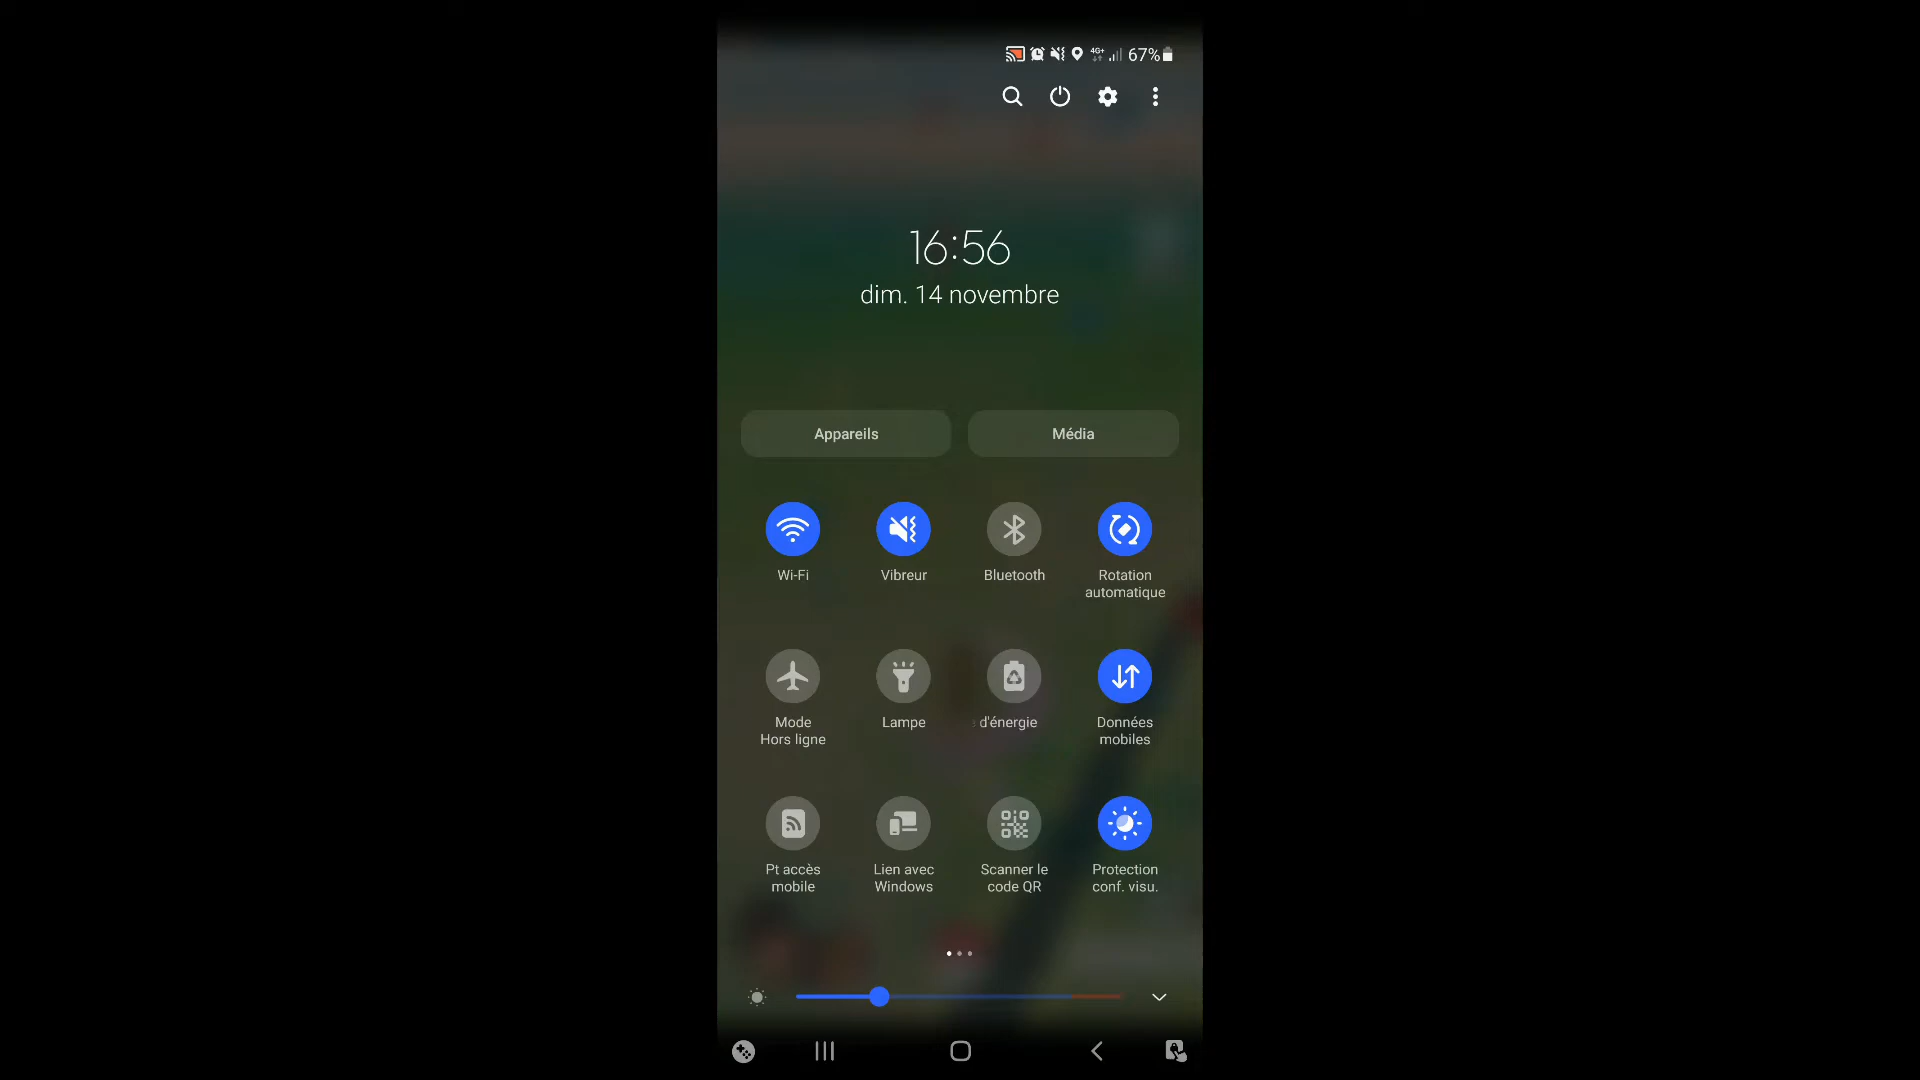 4G+ 67%
16:56
dim. 14 novembre
Appareils
Média
Wi-Fi
Vibreur
Bluetooth
Rotation
automatique
Mode
Hors ligne
Lampe
d'énergie
Données
mobiles
Pt accès
mobile
Lien avec
Windows
Scanner le
code QR
Protection
conf. visu.